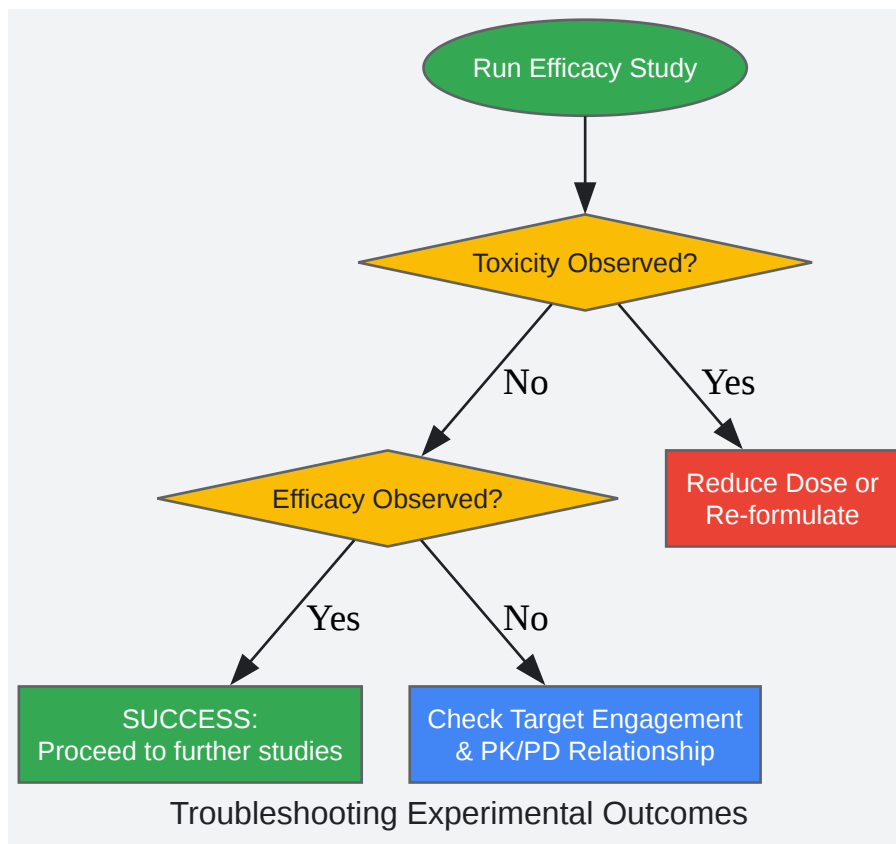 Run Efficacy Study
Toxicity Observed?
No
Yes
Efficacy Observed?
Reduce Dose or
Re-formulate
Yes
No
SUCCESS:
Proceed to further studies
Check Target Engagement
& PK/PD Relationship
Troubleshooting Experimental Outcomes